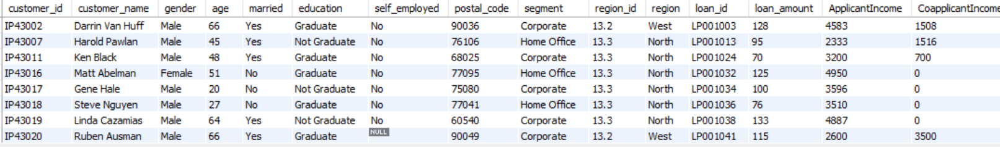 customer_id customer_name gender age married education self_employed postal_code segment region_id region loan_id loan_amount ApplicantIncome CoapplicantIncome
IP43002 Darrin Van Huff Male 66 Yes Graduate No 90036 Corporate 13.2 West LP001003 128 4583 1508
IP43007 Harold Pawlan Male 45 Yes Not Graduate No 76106 Home Office 13.3 North LP001013 95 2333 1516
IP43011 Ken Black Male 48 Yes Graduate No 68025 Corporate 13.3 North LP001024 70 3200 700
IP43016 Matt Abelman Female 51 No Graduate No 77095 Home Office 13.3 North LP001032 125 4950 0
IP43017 Gene Hale Male 20 No Not Graduate No 75080 Corporate 13.3 North LP001034 100 3596 0
IP43018 Steve Nguyen Male 27 No Graduate No 77041 Home Office 13.3 North LP001036 76 3510 0
IP43019 Linda Cazamias Male 64 Yes Not Graduate No 60540 Corporate 13.3 North LP001038 133 4887 0
IP43020 Ruben Ausman Male 66 Yes Graduate NULL 90049 Corporate 13.2 West LP001041 115 2600 3500